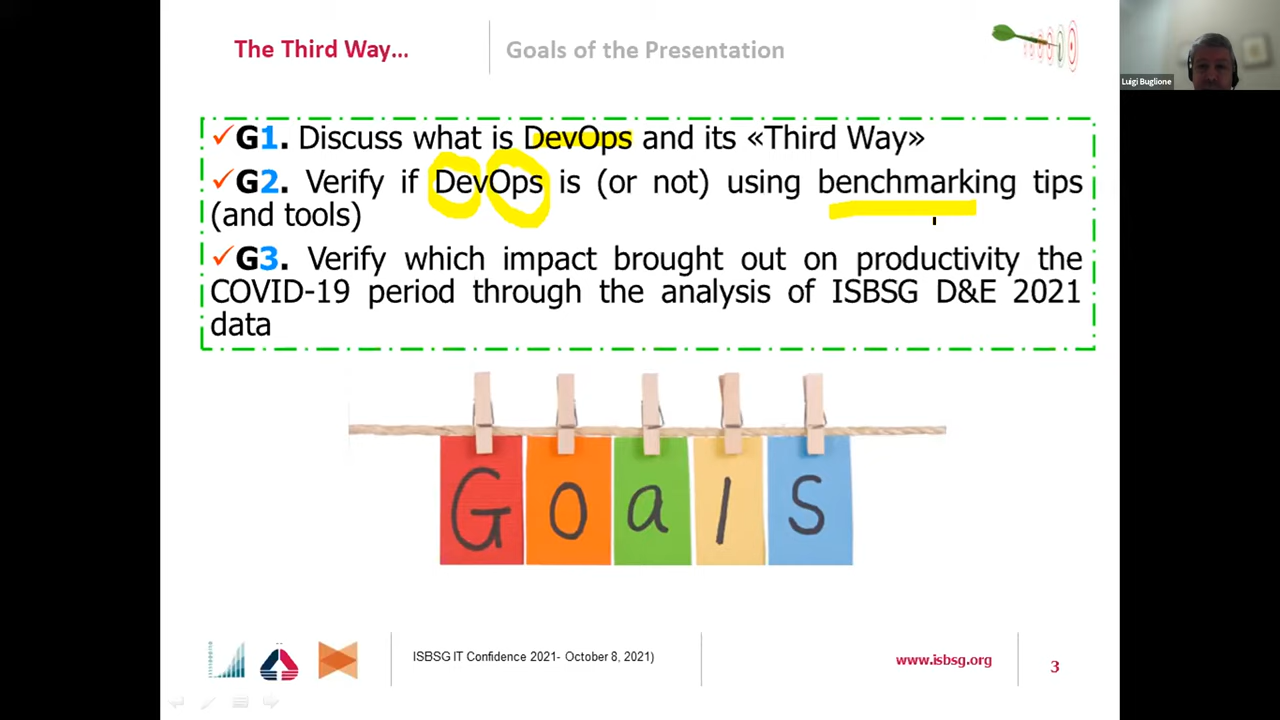 The Third Way...
Goals of the Presentation
Luigi Buglione
✓G1. Discuss what is DevOps and its «Third Way»
✓G2. Verify if DevOps is (or not) using benchmarking tips
(and tools)
✓G3. Verify which impact brought out on productivity the
COVID-19 period through the analysis of ISBSG D&E 2021
data
Goals
ISBSG IT Confidence 2021- October 8, 2021)
www.isbsg.org
3